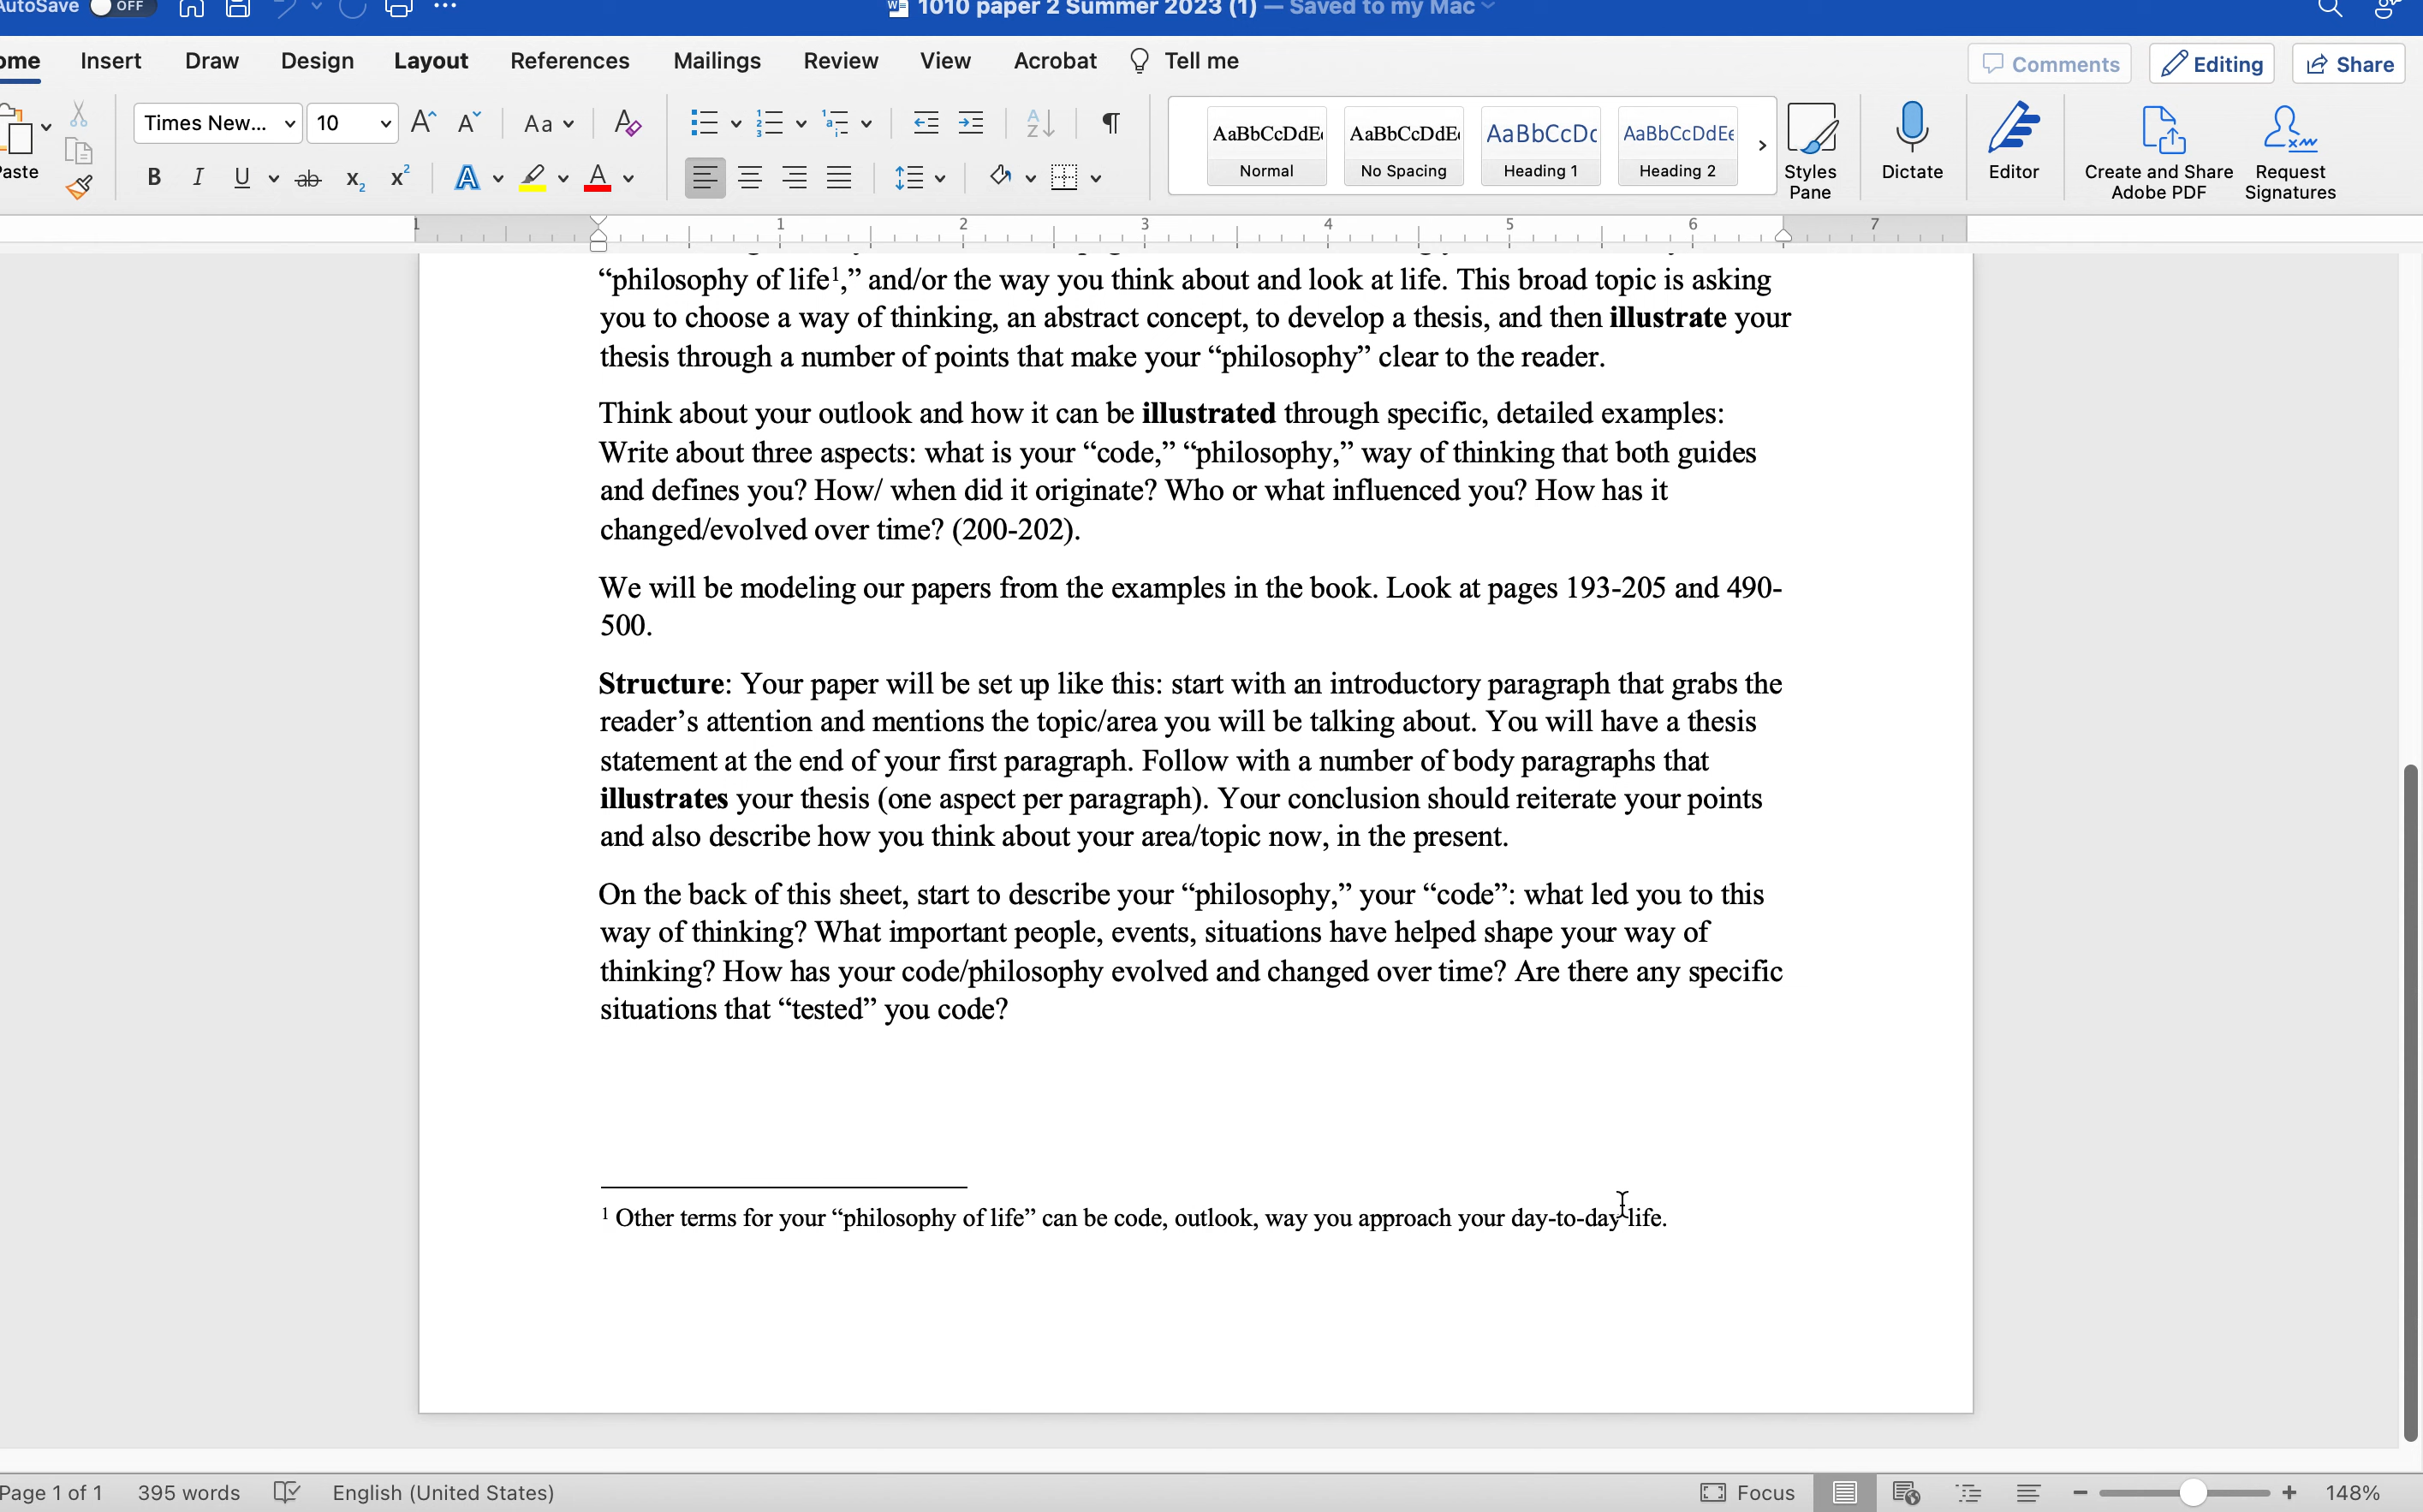 AutoSave OFF 1010 paper 2 Summer 2023 (1) — Saved to my Mac
ome Insert Draw Design Layout References Mailings Review View Acrobat Tell me Comments Editing Share
Times New... 10 Aa
AaBbCcDdE AaBbCcDdE AaBbCcDc AaBbCcDdEe
Normal No Spacing Heading 1 Heading 2
Paste Styles Pane Dictate Editor Create and Share Adobe PDF Request Signatures
1 1 2 3 4 5 6 7
“philosophy of life¹,” and/or the way you think about and look at life. This broad topic is asking
you to choose a way of thinking, an abstract concept, to develop a thesis, and then illustrate your
thesis through a number of points that make your “philosophy” clear to the reader.
Think about your outlook and how it can be illustrated through specific, detailed examples:
Write about three aspects: what is your “code,” “philosophy,” way of thinking that both guides
and defines you? How/ when did it originate? Who or what influenced you? How has it
changed/evolved over time? (200-202).
We will be modeling our papers from the examples in the book. Look at pages 193-205 and 490-
500.
Structure: Your paper will be set up like this: start with an introductory paragraph that grabs the
reader’s attention and mentions the topic/area you will be talking about. You will have a thesis
statement at the end of your first paragraph. Follow with a number of body paragraphs that
illustrates your thesis (one aspect per paragraph). Your conclusion should reiterate your points
and also describe how you think about your area/topic now, in the present.
On the back of this sheet, start to describe your “philosophy,” your “code”: what led you to this
way of thinking? What important people, events, situations have helped shape your way of
thinking? How has your code/philosophy evolved and changed over time? Are there any specific
situations that “tested” you code?
¹ Other terms for your “philosophy of life” can be code, outlook, way you approach your day-to-day life.
Page 1 of 1 395 words English (United States) Focus 148%